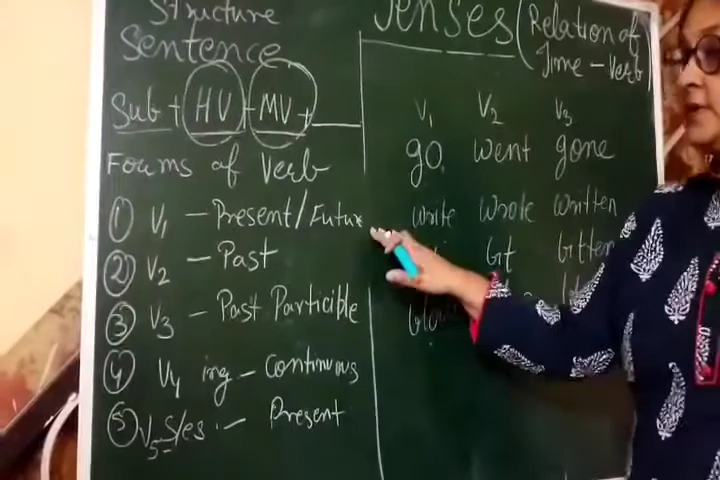 Structure
Sentence
Sub + HV + MV +
Forms of Verb
① V1 – Present/Future
② V2 – Past
③ V3 – Past Participle
④ V4 ing – Continuous
⑤ V5 s/es – Present
Tenses (Relation of
Time – Verb
V1 V2 V3
go went gone
write wrote written
bit bitten